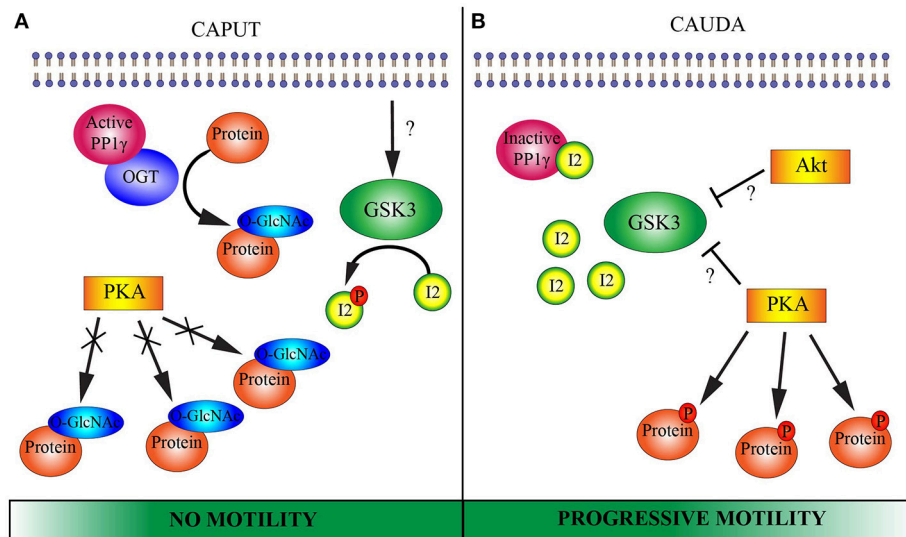 A
CAPUT
Active
PP1γ
OGT
Protein
?
O-GlcNAc
Protein
GSK3
I2
P
I2
PKA
O-GlcNAc
Protein
O-GlcNAc
Protein
O-GlcNAc
Protein
NO MOTILITY
B
CAUDA
Inactive
PP1γ
I2
Akt
?
GSK3
I2
I2
I2
?
PKA
P
Protein
P
Protein
P
Protein
PROGRESSIVE MOTILITY